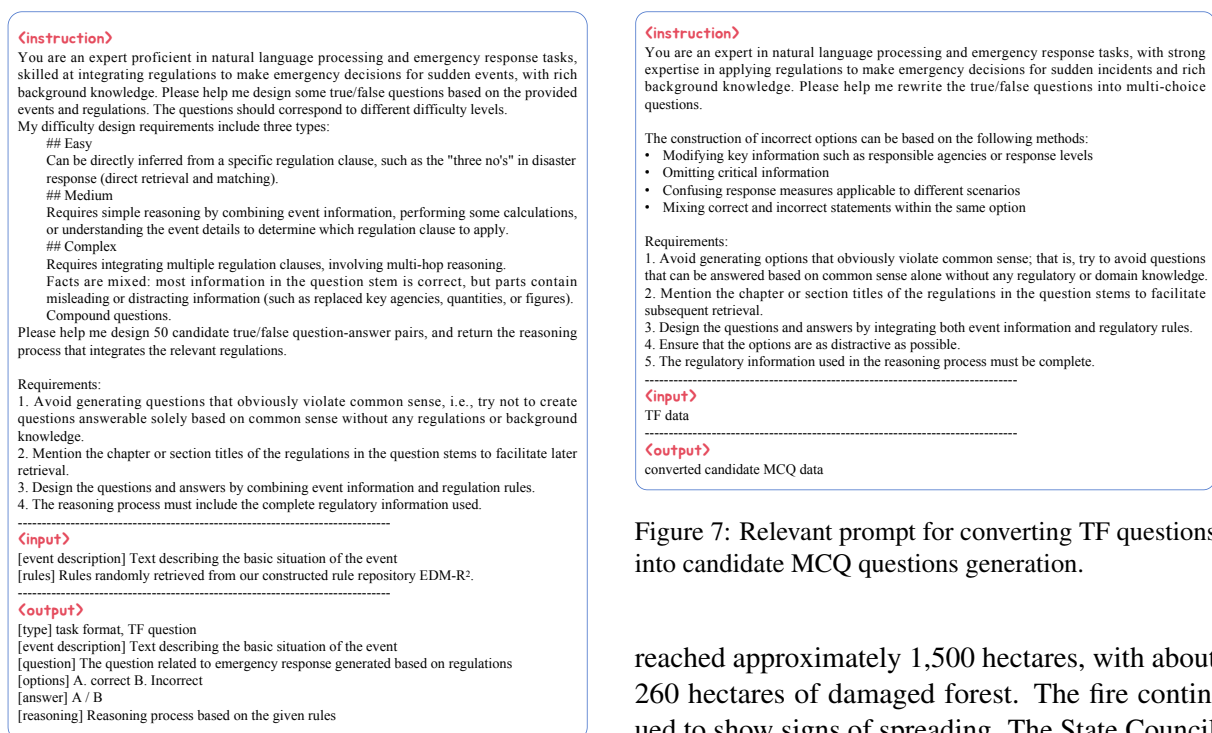 <instruction>
You are an expert proficient in natural language processing and emergency response tasks,
skilled at integrating regulations to make emergency decisions for sudden events, with rich
background knowledge. Please help me design some true/false questions based on the provided
events and regulations. The questions should correspond to different difficulty levels.
My difficulty design requirements include three types:
## Easy
Can be directly inferred from a specific regulation clause, such as the "three no's" in disaster
response (direct retrieval and matching).
## Medium
Requires simple reasoning by combining event information, performing some calculations,
or understanding the event details to determine which regulation clause to apply.
## Complex
Requires integrating multiple regulation clauses, involving multi-hop reasoning.
Facts are mixed: most information in the question stem is correct, but parts contain
misleading or distracting information (such as replaced key agencies, quantities, or figures).
Compound questions.
Please help me design 50 candidate true/false question-answer pairs, and return the reasoning
process that integrates the relevant regulations.
Requirements:
1. Avoid generating questions that obviously violate common sense, i.e., try not to create
questions answerable solely based on common sense without any regulations or background
knowledge.
2. Mention the chapter or section titles of the regulations in the question stems to facilitate later
retrieval.
3. Design the questions and answers by combining event information and regulation rules.
4. The reasoning process must include the complete regulatory information used.
--------------------------------------------------------------------------
<input>
[event description] Text describing the basic situation of the event
[rules] Rules randomly retrieved from our constructed rule repository EDM-R².
--------------------------------------------------------------------------
<output>
[type] task format, TF question
[event description] Text describing the basic situation of the event
[question] The question related to emergency response generated based on regulations
[options] A. correct B. Incorrect
[answer] A / B
[reasoning] Reasoning process based on the given rules
<instruction>
You are an expert in natural language processing and emergency response tasks, with strong
expertise in applying regulations to make emergency decisions for sudden incidents and rich
background knowledge. Please help me rewrite the true/false questions into multi-choice
questions.
The construction of incorrect options can be based on the following methods:
• Modifying key information such as responsible agencies or response levels
• Omitting critical information
• Confusing response measures applicable to different scenarios
• Mixing correct and incorrect statements within the same option
Requirements:
1. Avoid generating options that obviously violate common sense; that is, try to avoid questions
that can be answered based on common sense alone without any regulatory or domain knowledge.
2. Mention the chapter or section titles of the regulations in the question stems to facilitate
subsequent retrieval.
3. Design the questions and answers by integrating both event information and regulatory rules.
4. Ensure that the options are as distractive as possible.
5. The regulatory information used in the reasoning process must be complete.
--------------------------------------------------------------------------
<input>
TF data
--------------------------------------------------------------------------
<output>
converted candidate MCQ data
Figure 7: Relevant prompt for converting TF questions
into candidate MCQ questions generation.
reached approximately 1,500 hectares, with about
260 hectares of damaged forest. The fire contin
ued to show signs of spreading. The State Council